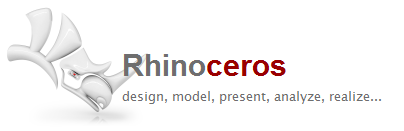 Rhinoceros
design, model, present, analyze, realize...